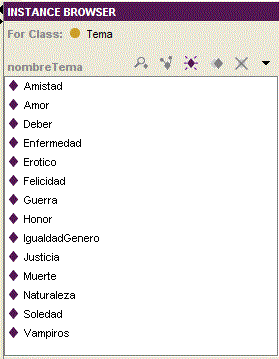 INSTANCE BROWSER
For Class: Tema
nombreTema
Amistad
Amor
Deber
Enfermedad
Erotico
Felicidad
Guerra
Honor
IgualdadGenero
Justicia
Muerte
Naturaleza
Soledad
Vampiros